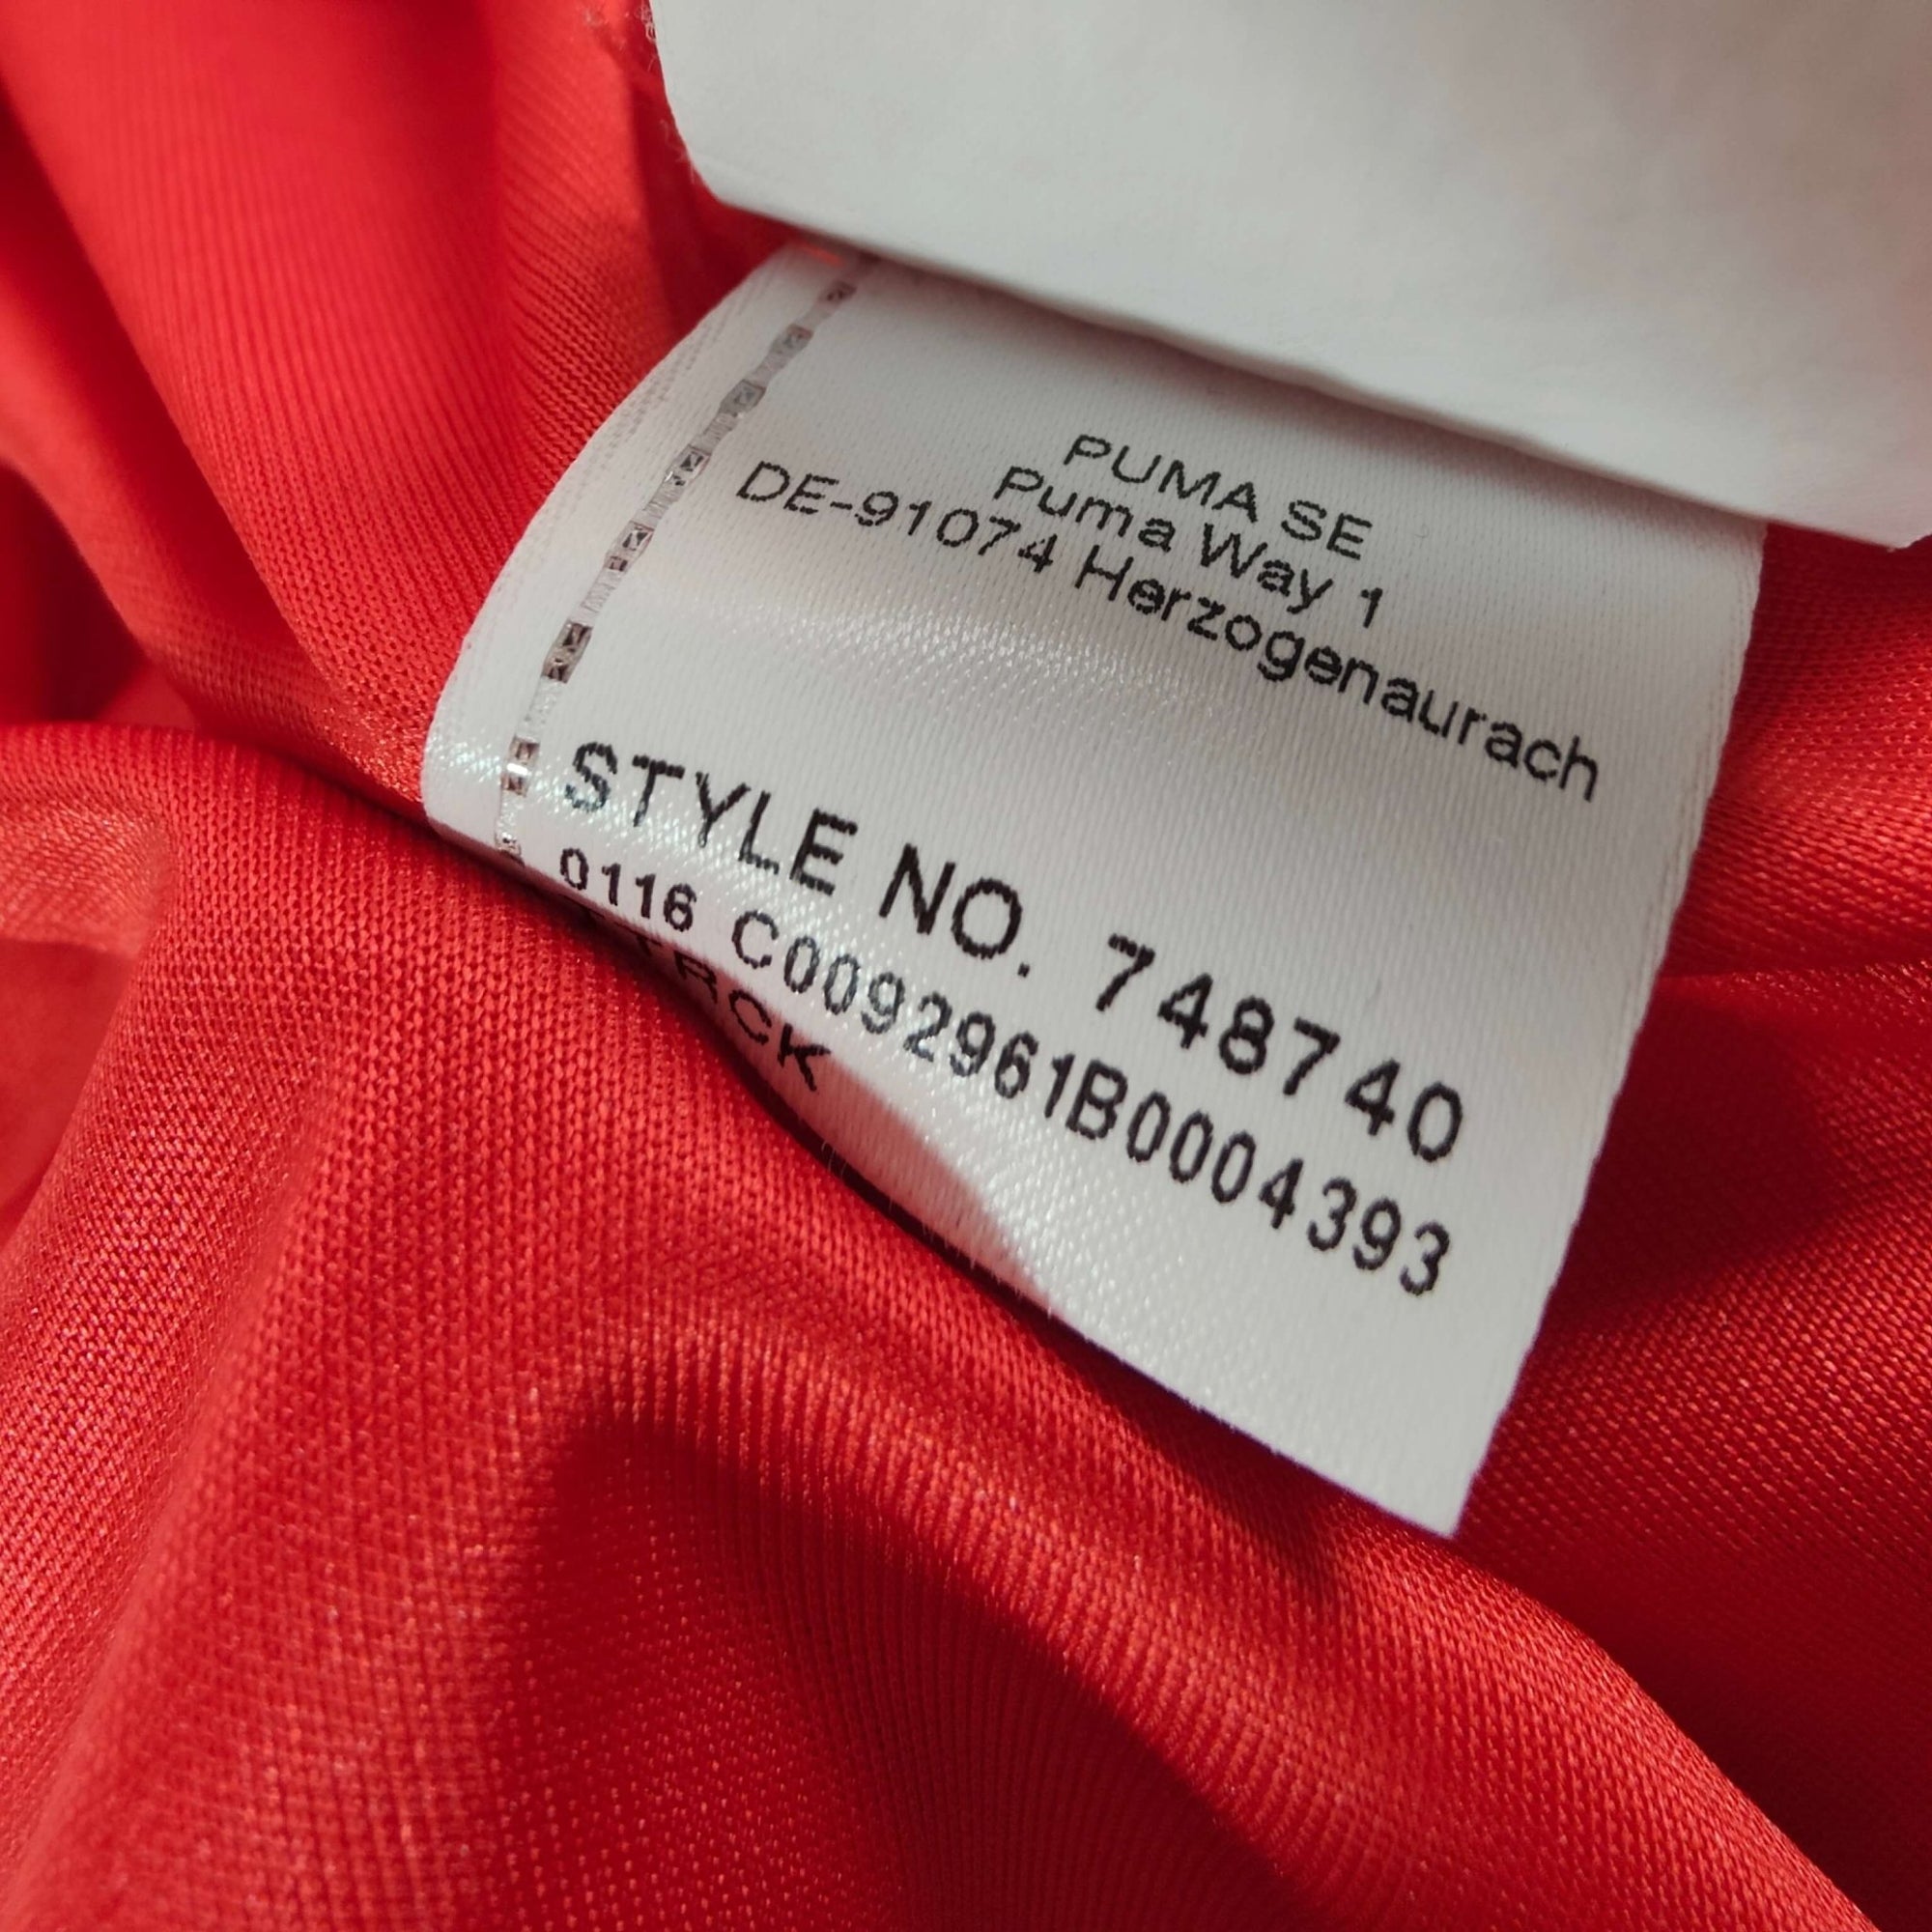 PUMA SE
Puma Way 1
DE-91074 Herzogenaurach
STYLE NO. 748740
0116 C0092961B0004393